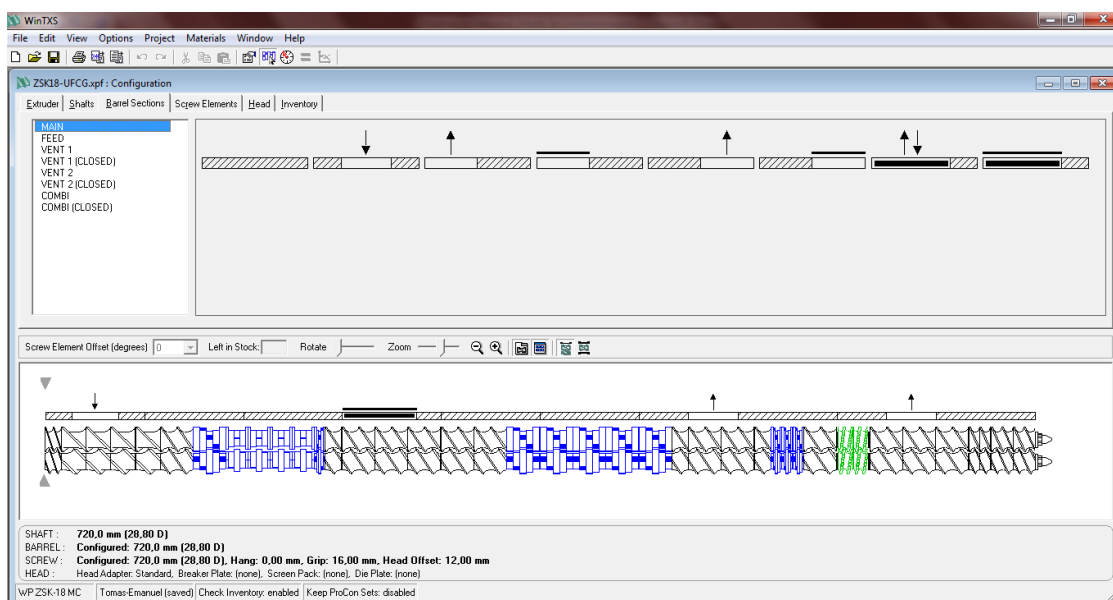 WinTXS
File Edit View Options Project Materials Window Help
ZSK18-UFCG.xpf : Configuration
Extruder Shafts Barrel Sections Screw Elements Head Inventory
MAIN
FEED
VENT 1
VENT 1 (CLOSED)
VENT 2
VENT 2 (CLOSED)
COMBI
COMBI (CLOSED)
Screw Element Offset (degrees) 0 Left in Stock: Rotate Zoom
SHAFT : 720,0 mm (28,80 D)
BARREL : Configured: 720,0 mm (28,80 D)
SCREW : Configured: 720,0 mm (28,80 D), Hang: 0,00 mm, Grip: 16,00 mm, Head Offset: 12,00 mm
HEAD : Head Adapter: Standard, Breaker Plate: (none), Screen Pack: (none), Die Plate: (none)
WP ZSK-18 MC Tomas-Emanuel (saved) Check Inventory: enabled Keep ProCon Sets: disabled